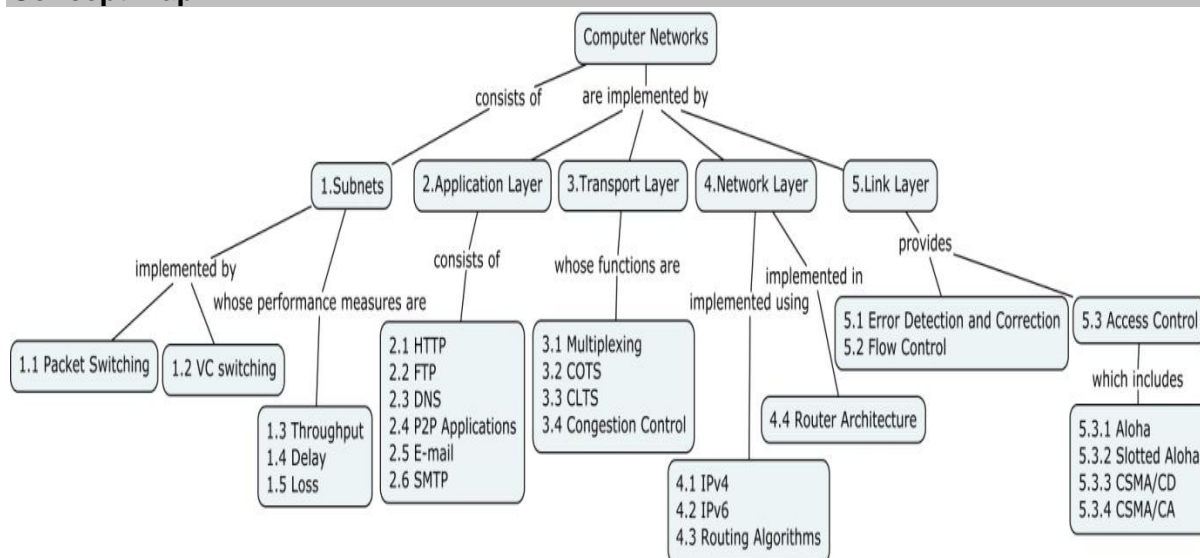 Computer Networks
consists of
are implemented by
1.Subnets
2.Application Layer
3.Transport Layer
4.Network Layer
5.Link Layer
implemented by
whose performance measures are
consists of
whose functions are
implemented using
implemented in
provides
1.1 Packet Switching
1.2 VC switching
1.3 Throughput
1.4 Delay
1.5 Loss
2.1 HTTP
2.2 FTP
2.3 DNS
2.4 P2P Applications
2.5 E-mail
2.6 SMTP
3.1 Multiplexing
3.2 COTS
3.3 CLTS
3.4 Congestion Control
4.1 IPv4
4.2 IPv6
4.3 Routing Algorithms
4.4 Router Architecture
5.1 Error Detection and Correction
5.2 Flow Control
5.3 Access Control
which includes
5.3.1 Aloha
5.3.2 Slotted Aloha
5.3.3 CSMA/CD
5.3.4 CSMA/CA